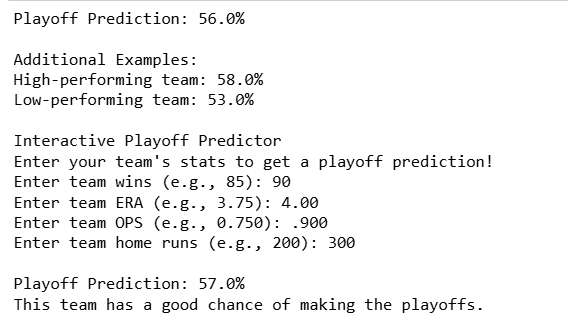 Playoff Prediction: 56.0%
Additional Examples:
High-performing team: 58.0%
Low-performing team: 53.0%
Interactive Playoff Predictor
Enter your team's stats to get a playoff prediction!
Enter team wins (e.g., 85): 90
Enter team ERA (e.g., 3.75): 4.00
Enter team OPS (e.g., 0.750): .900
Enter team home runs (e.g., 200): 300
Playoff Prediction: 57.0%
This team has a good chance of making the playoffs.